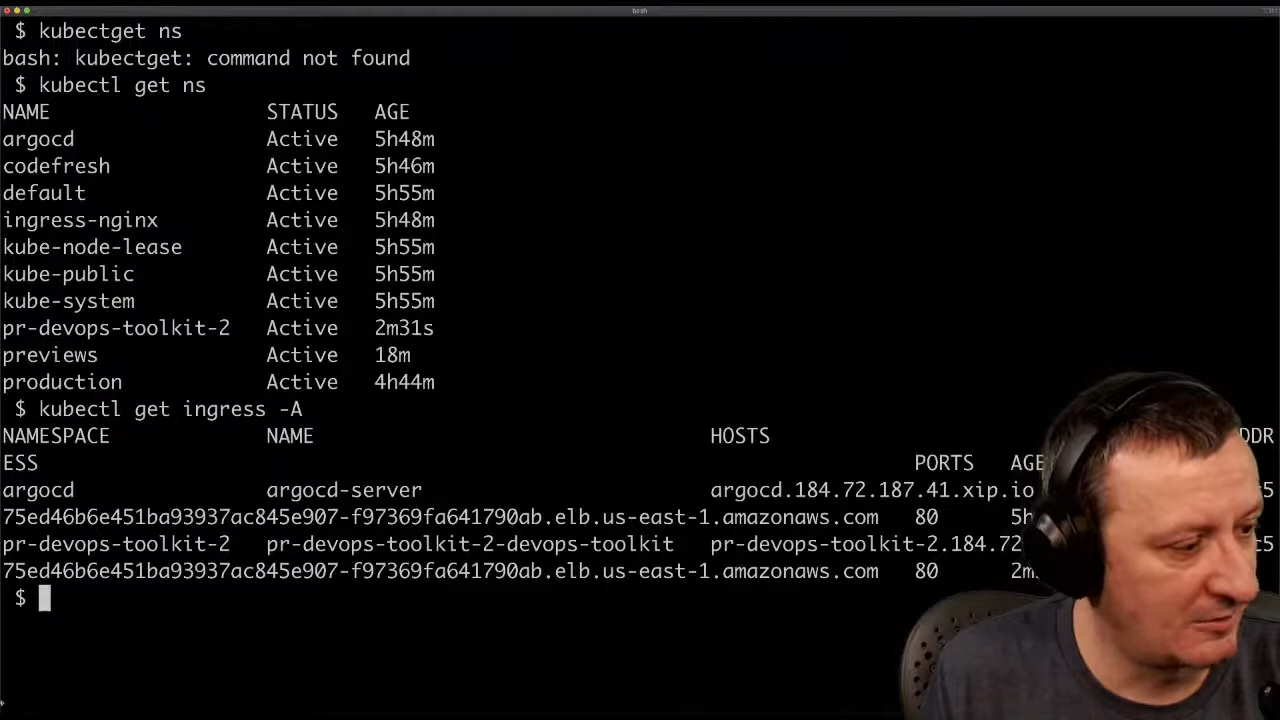 bash
$ kubectget ns
bash: kubectget: command not found
$ kubectl get ns
NAME STATUS AGE
argocd Active 5h48m
codefresh Active 5h46m
default Active 5h55m
ingress-nginx Active 5h48m
kube-node-lease Active 5h55m
kube-public Active 5h55m
kube-system Active 5h55m
pr-devops-toolkit-2 Active 2m31s
previews Active 18m
production Active 4h44m
$ kubectl get ingress -A
NAMESPACE NAME HOSTS DDR
ESS PORTS AGE
argocd argocd-server argocd.184.72.187.41.xip.io c5
75ed46b6e451ba93937ac845e907-f97369fa641790ab.elb.us-east-1.amazonaws.com 80 5h
pr-devops-toolkit-2 pr-devops-toolkit-2-devops-toolkit pr-devops-toolkit-2.184.72 c5
75ed46b6e451ba93937ac845e907-f97369fa641790ab.elb.us-east-1.amazonaws.com 80 2m
$